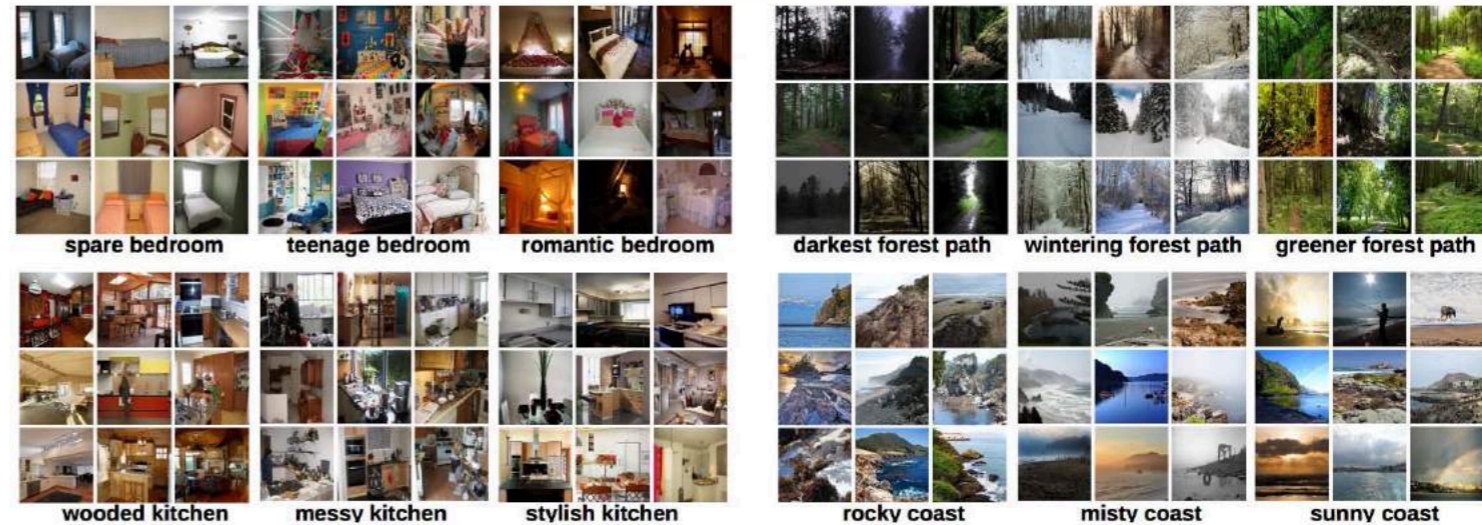 spare bedroom teenage bedroom romantic bedroom darkest forest path wintering forest path greener forest path
wooded kitchen messy kitchen stylish kitchen rocky coast misty coast sunny coast